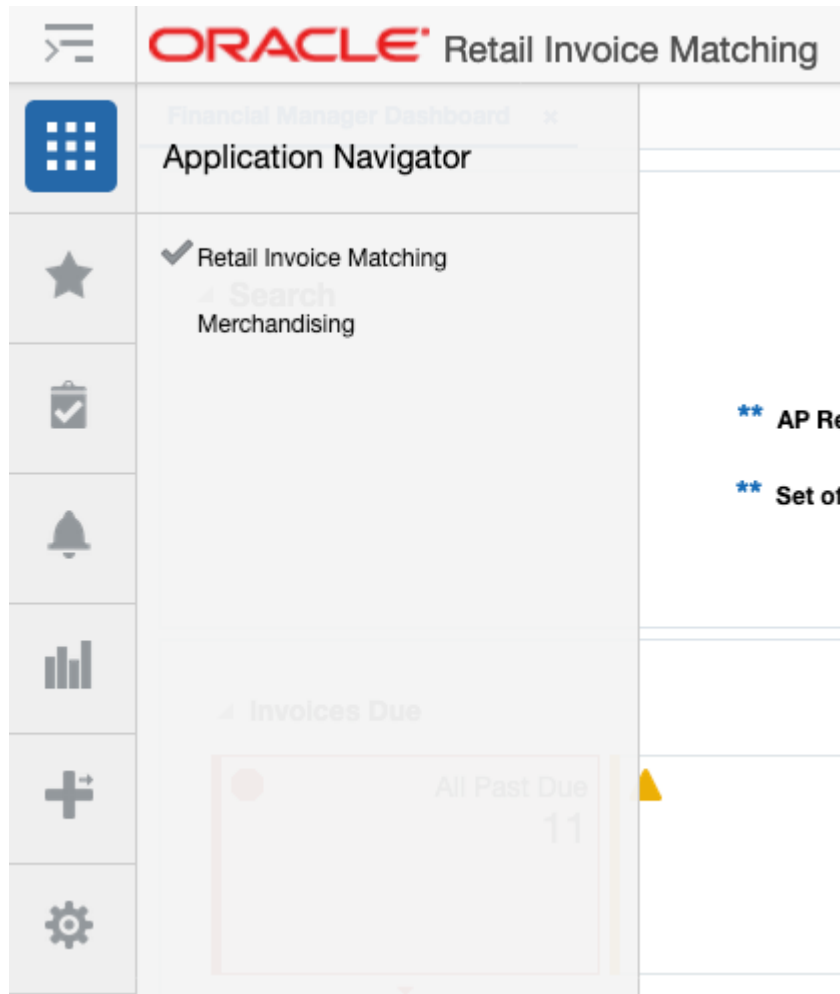 ORACLE® Retail Invoice Matching
Financial Manager Dashboard ×
Application Navigator
Retail Invoice Matching
Search
Merchandising
** AP Re
** Set of
Invoices Due
All Past Due
11